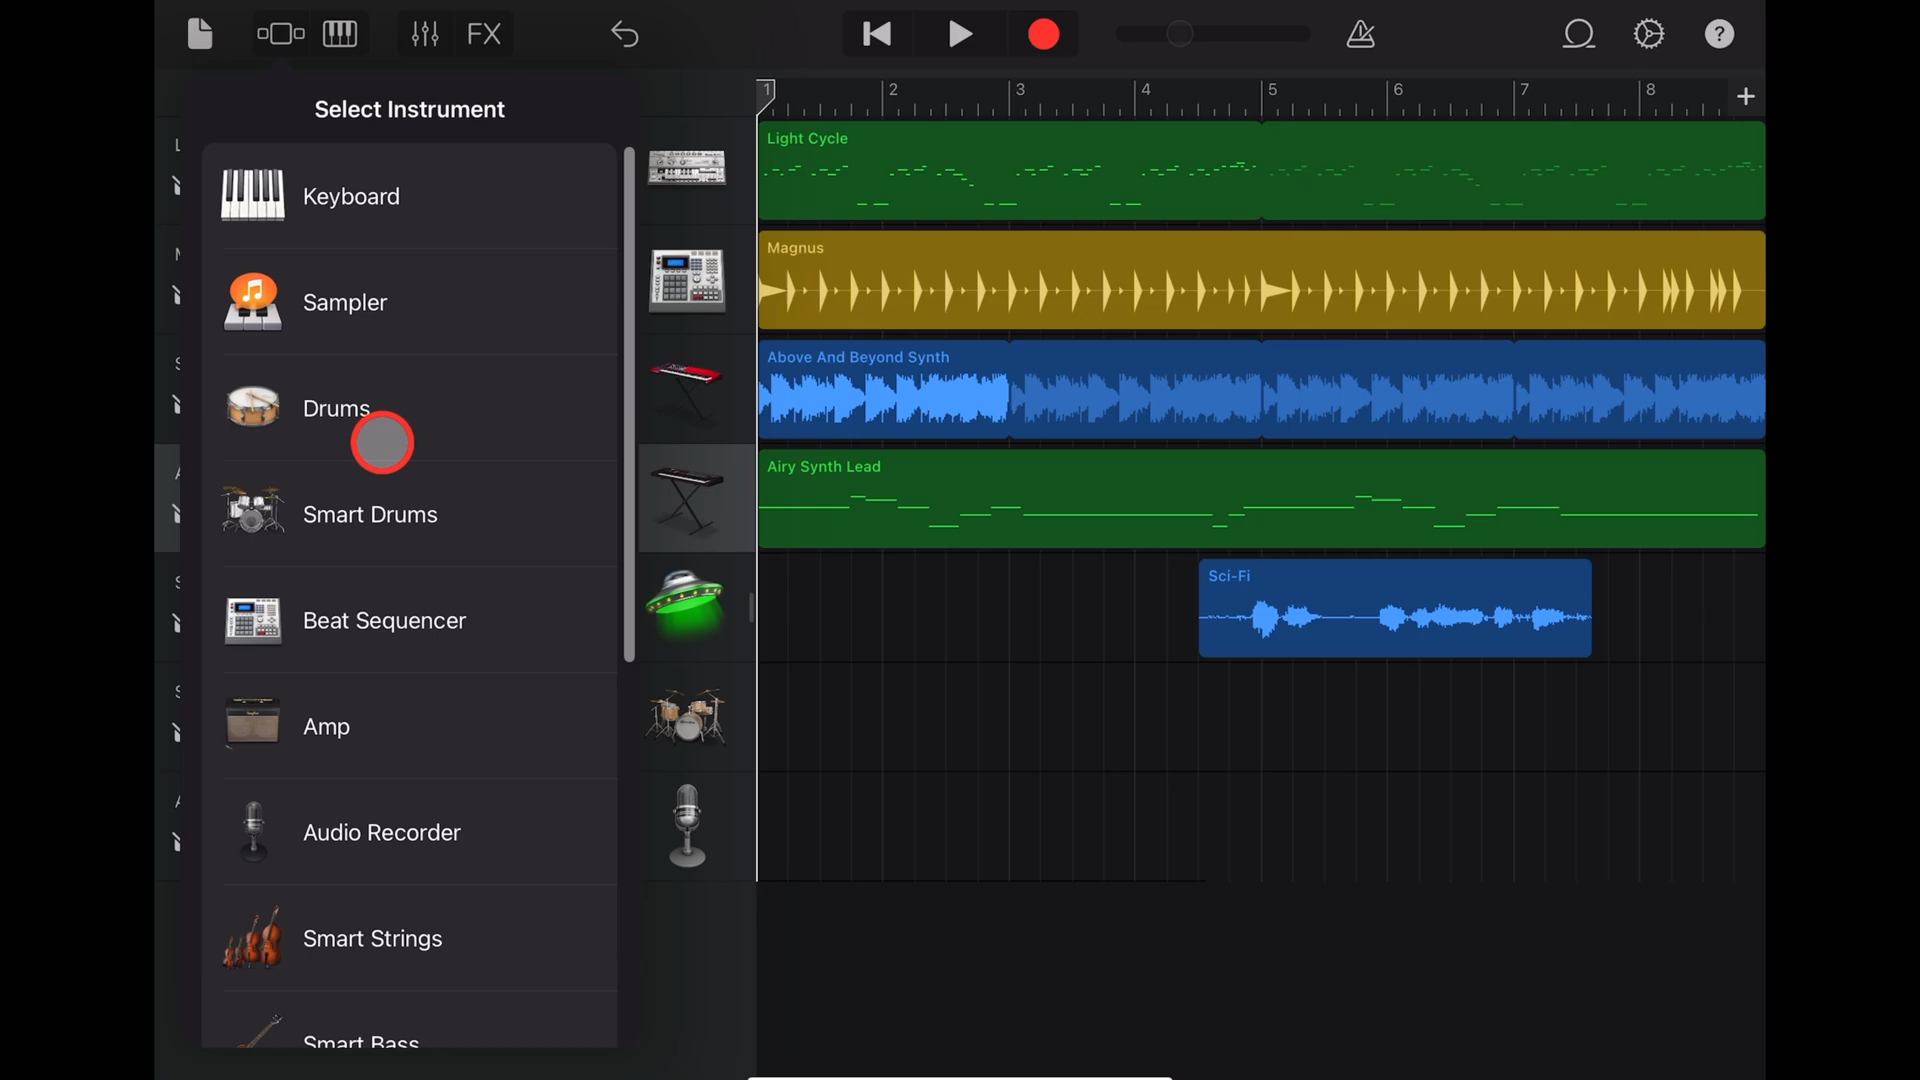 FX
?
Select Instrument
1 2 3 4 5 6 7 8 +
Keyboard
Sampler
Drums
Smart Drums
Beat Sequencer
Amp
Audio Recorder
Smart Strings
Smart Bass
Light Cycle
Magnus
Above And Beyond Synth
Airy Synth Lead
Sci-Fi